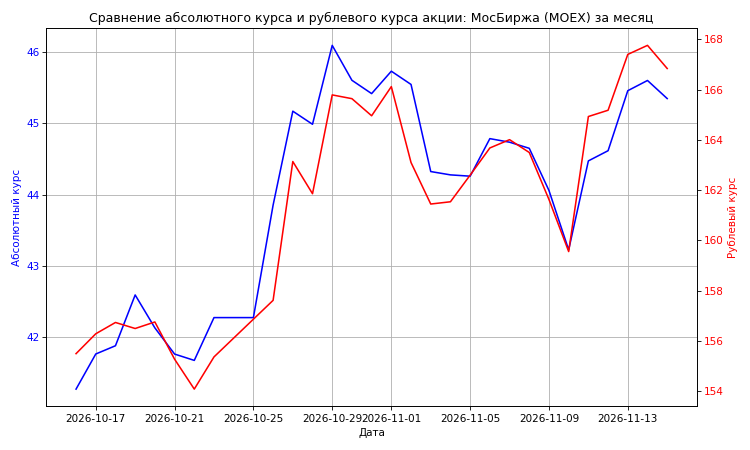 Сравнение абсолютного курса и рублевого курса акции: МосБиржа (MOEX) за месяц
46
45
44
43
42
Абсолютный курс
168
166
164
162
160
158
156
154
Рублевый курс
2026-10-17 2026-10-21 2026-10-25 2026-10-29 2026-11-01 2026-11-05 2026-11-09 2026-11-13
Дата